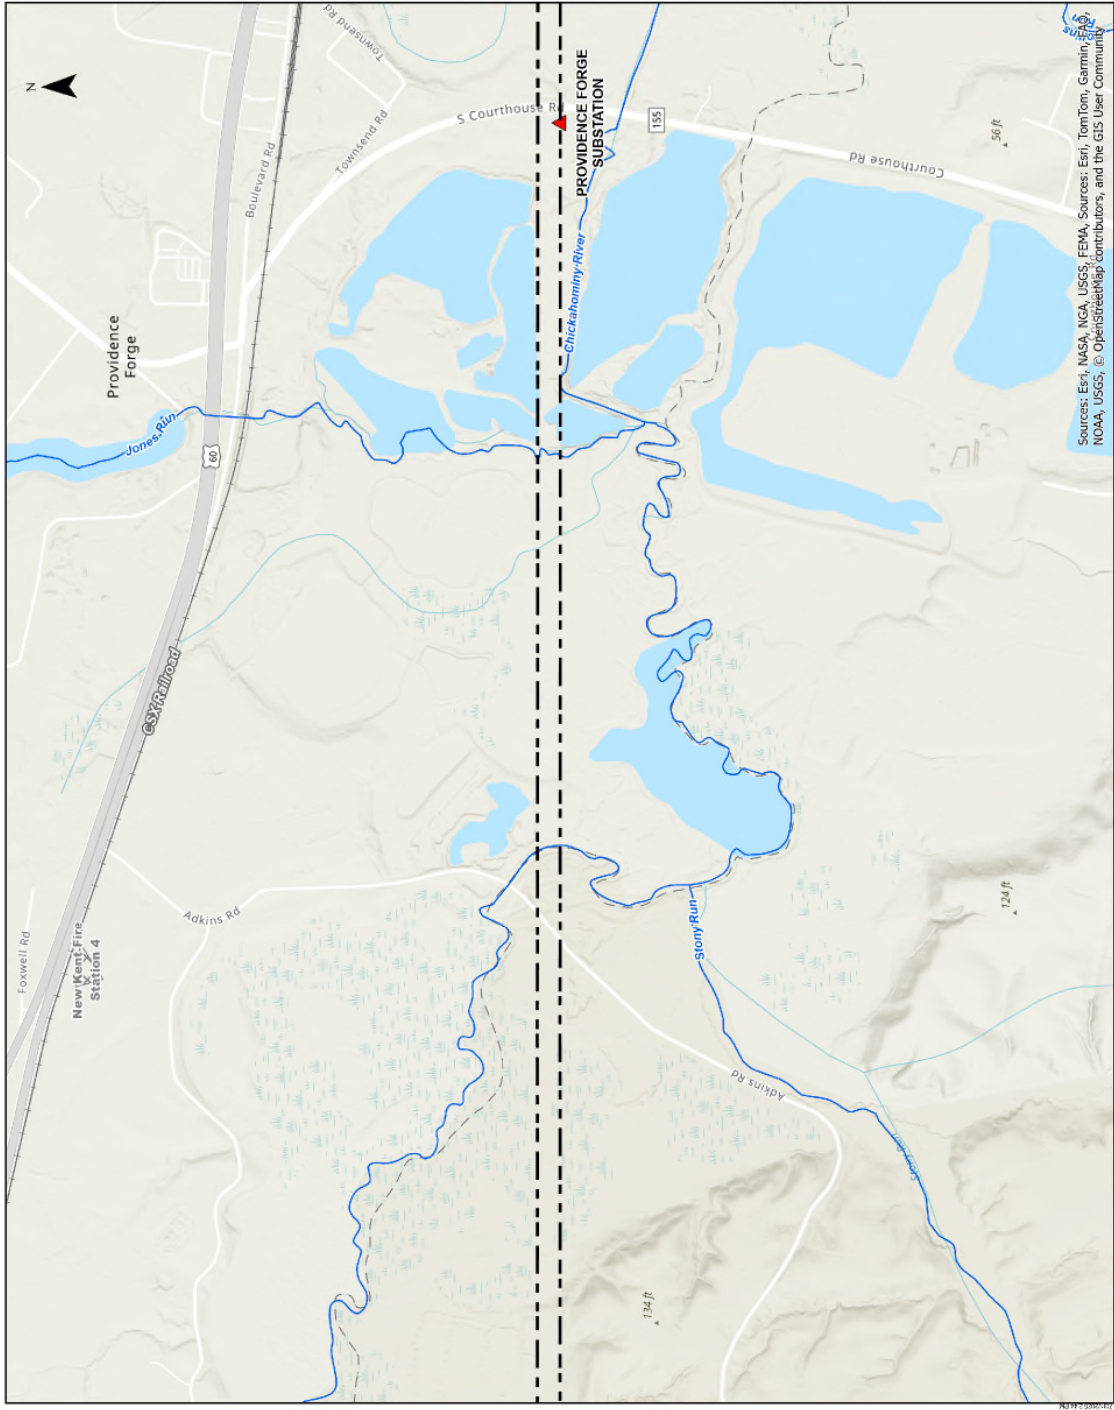 N
Townsend Rd
Townsend Rd
S Courthouse Rd
PROVIDENCE FORGE
SUBSTATION
155
Courthouse Rd
56 ft
Boulevard Rd
Providence
Forge
Jones Run
60
Chickahominy River
CSX Railroad
Foxwell Rd
New Kent Fire
Station 4
Adkins Rd
Stony Run
Adkins Rd
Stony Run
124 ft
134 ft
Sources: Esri, NASA, NGA, USGS, FEMA, Sources: Esri, TomTom, Garmin, FAO,
NOAA, USGS, © OpenStreetMap contributors, and the GIS User Community